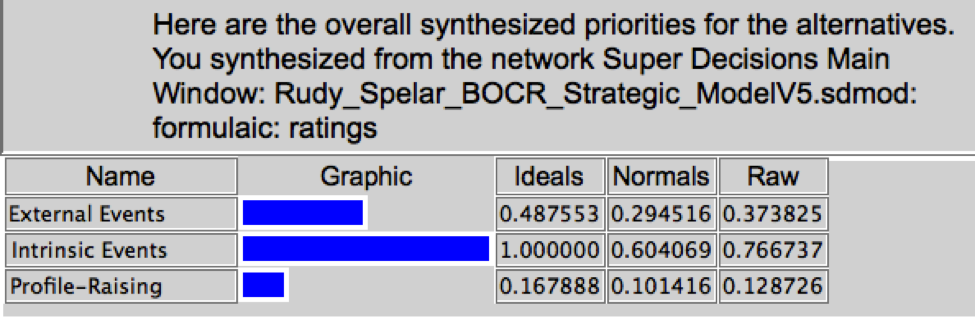 Here are the overall synthesized priorities for the alternatives.
You synthesized from the network Super Decisions Main
Window: Rudy_Spelar_BOCR_Strategic_ModelV5.sdmod:
formulaic: ratings
Name Graphic Ideals Normals Raw
External Events 0.487553 0.294516 0.373825
Intrinsic Events 1.000000 0.604069 0.766737
Profile-Raising 0.167888 0.101416 0.128726